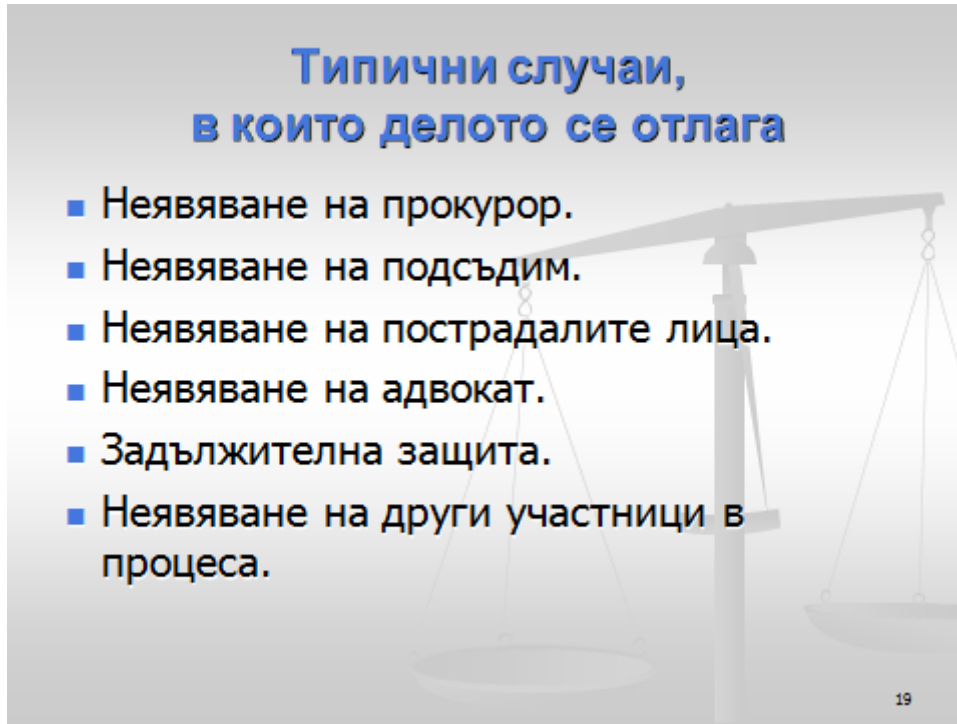 Типични случаи,
в които делото се отлага
Неявяване на прокурор.
Неявяване на подсъдим.
Неявяване на пострадалите лица.
Неявяване на адвокат.
Задължителна защита.
Неявяване на други участници в
процеса.
19